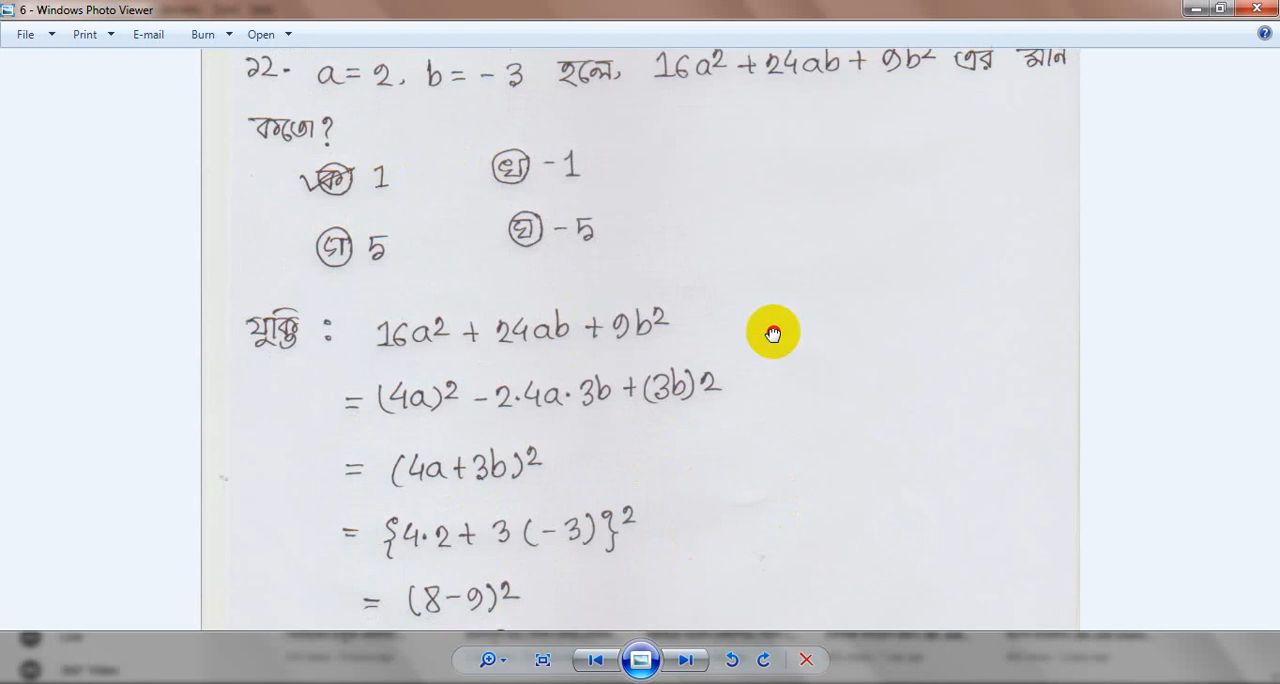 6 - Windows Photo Viewer
File Print E-mail Burn Open
১২. a = 2, b = - 3 হলে, 16a² + 24ab + 9b² এর মান
কতো?
ক 1 খ -1
গ 5 ঘ -5
যুক্তি : 16a² + 24ab + 9b²
= (4a)² - 2·4a·3b + (3b)2
= (4a+3b)²
= {4·2 + 3 (-3)}²
= (8-9)²